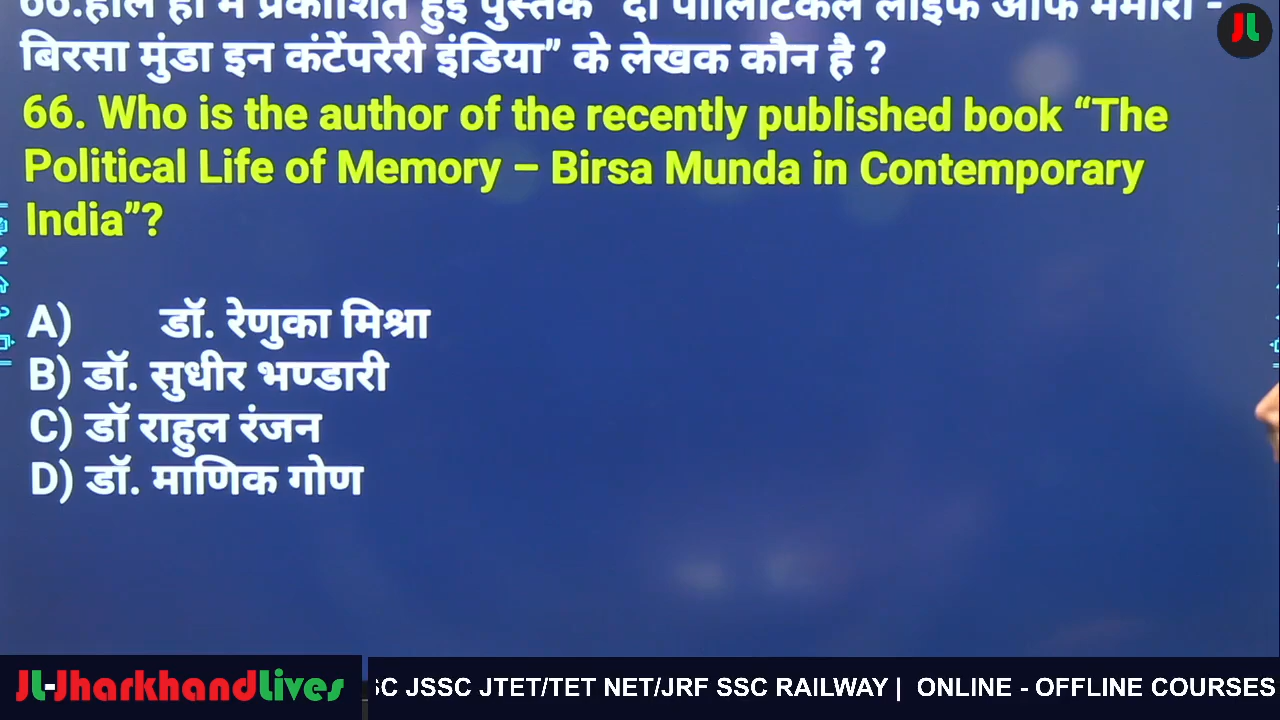 66.हाल ही में प्रकाशित हुई पुस्तक "दी पॉलिटिकल लाइफ ऑफ मेमोरी -
बिरसा मुंडा इन कंटेंपरेरी इंडिया” के लेखक कौन है ?
66. Who is the author of the recently published book “The
Political Life of Memory – Birsa Munda in Contemporary
India”?
A) डॉ. रेणुका मिश्रा
B) डॉ. सुधीर भण्डारी
C) डॉ राहुल रंजन
D) डॉ. माणिक गोण
JL
JL-JharkhandLives
SC JSSC JTET/TET NET/JRF SSC RAILWAY | ONLINE - OFFLINE COURSES